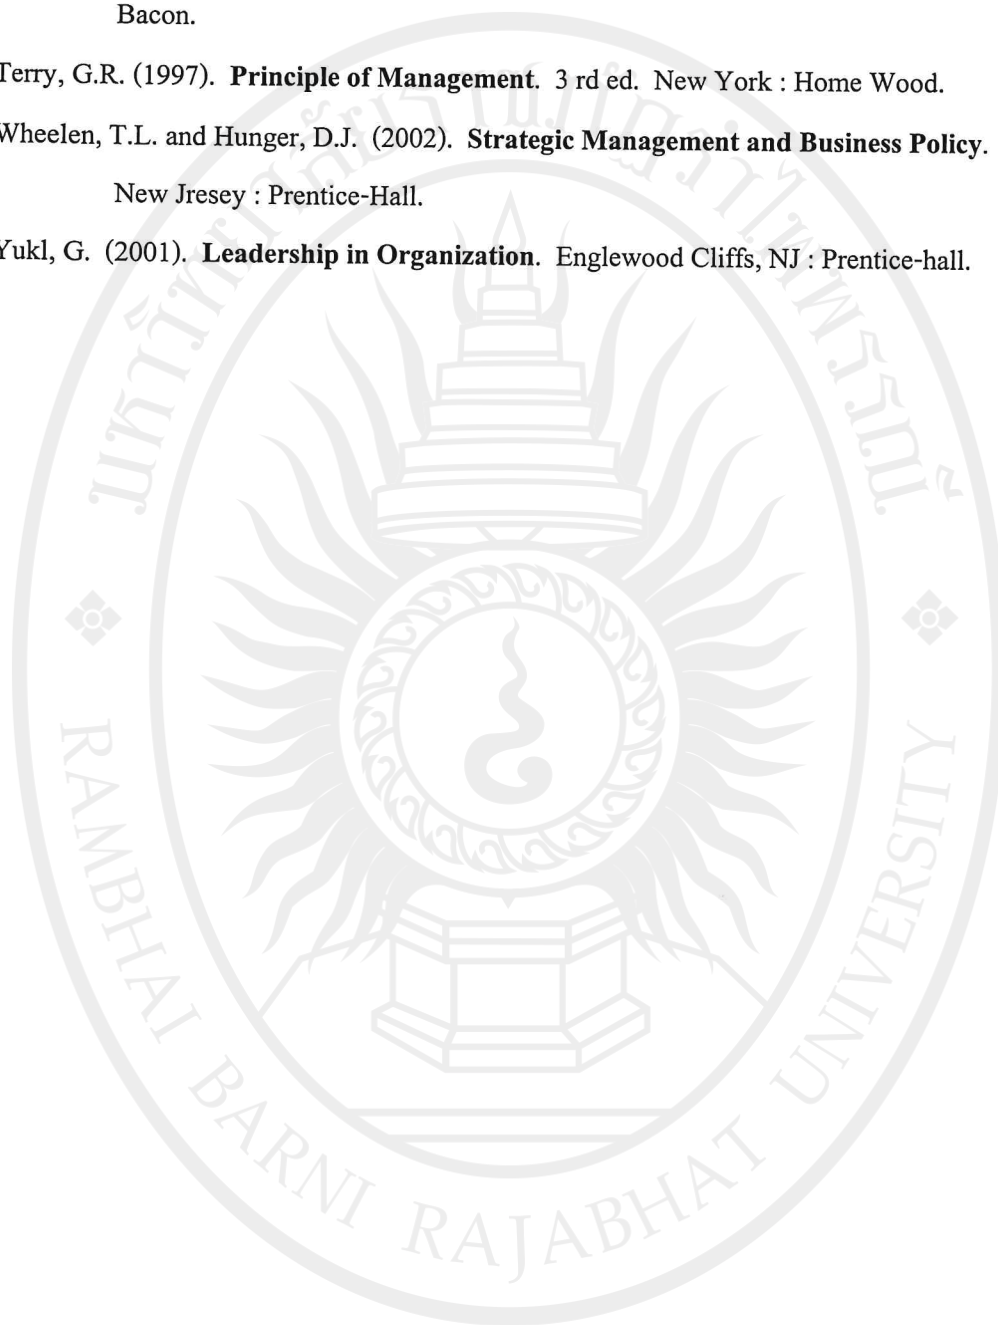 Bacon.
Terry, G.R. (1997). Principle of Management. 3 rd ed. New York : Home Wood.
Wheelen, T.L. and Hunger, D.J. (2002). Strategic Management and Business Policy.
New Jresey : Prentice-Hall.
Yukl, G. (2001). Leadership in Organization. Englewood Cliffs, NJ : Prentice-hall.
มหาวิทยาลัยราชภัฏรำไพพรรณี
RAMBHAI BARNI RAJABHAT UNIVERSITY